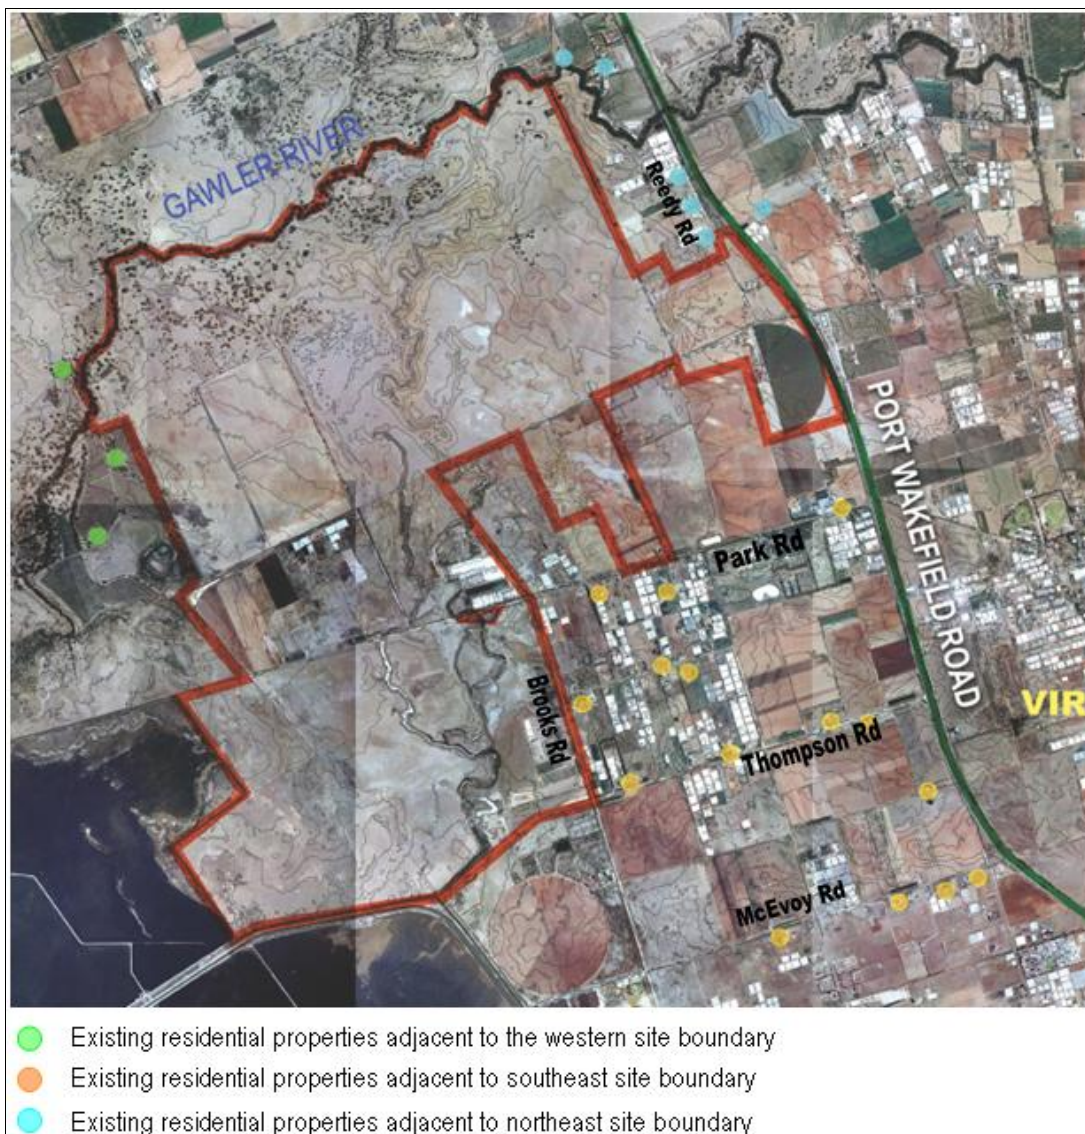 GAWLER RIVER
Reedy Rd
PORT WAKEFIELD ROAD
Park Rd
VIR
Brooks Rd
Thompson Rd
McEvoy Rd
Existing residential properties adjacent to the western site boundary
Existing residential properties adjacent to southeast site boundary
Existing residential properties adjacent to northeast site boundary